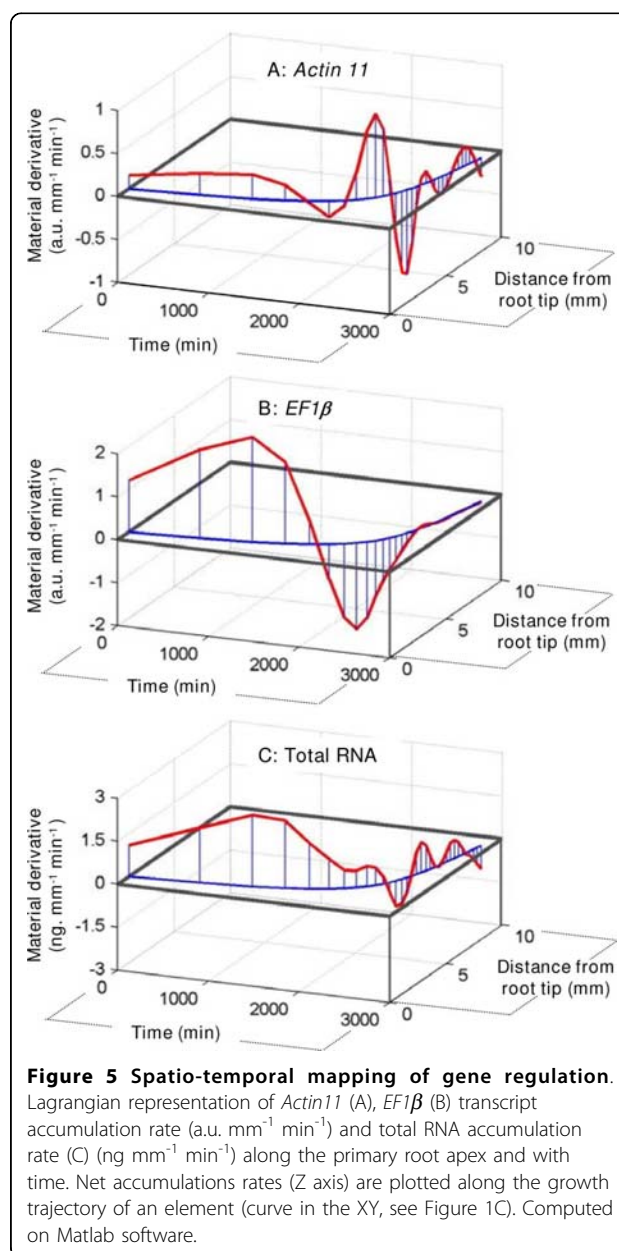 A: Actin 11
Material derivative
(a.u. mm-1 min-1)
1
0.5
0
-0.5
-1
0
1000
2000
3000
Time (min)
0
5
10
Distance from
root tip (mm)
B: EF1β
Material derivative
(a.u. mm-1 min-1)
2
1
0
-1
-2
0
1000
2000
3000
Time (min)
0
5
10
Distance from
root tip (mm)
C: Total RNA
Material derivative
(ng. mm-1 min-1)
3
1.5
0
-1.5
-3
0
1000
2000
3000
Time (min)
0
5
10
Distance from
root tip (mm)
Figure 5 Spatio-temporal mapping of gene regulation.
Lagrangian representation of Actin11 (A), EF1β (B) transcript
accumulation rate (a.u. mm-1 min-1) and total RNA accumulation
rate (C) (ng mm-1 min-1) along the primary root apex and with
time. Net accumulations rates (Z axis) are plotted along the growth
trajectory of an element (curve in the XY, see Figure 1C). Computed
on Matlab software.